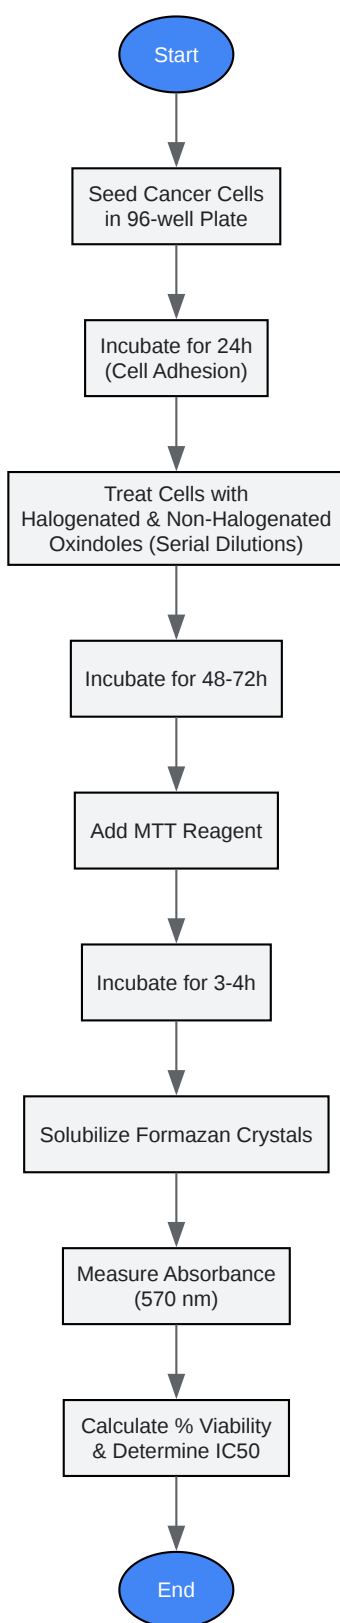 Start
Seed Cancer Cells
in 96-well Plate
Incubate for 24h
(Cell Adhesion)
Treat Cells with
Halogenated & Non-Halogenated
Oxindoles (Serial Dilutions)
Incubate for 48-72h
Add MTT Reagent
Incubate for 3-4h
Solubilize Formazan Crystals
Measure Absorbance
(570 nm)
Calculate % Viability
& Determine IC50
End